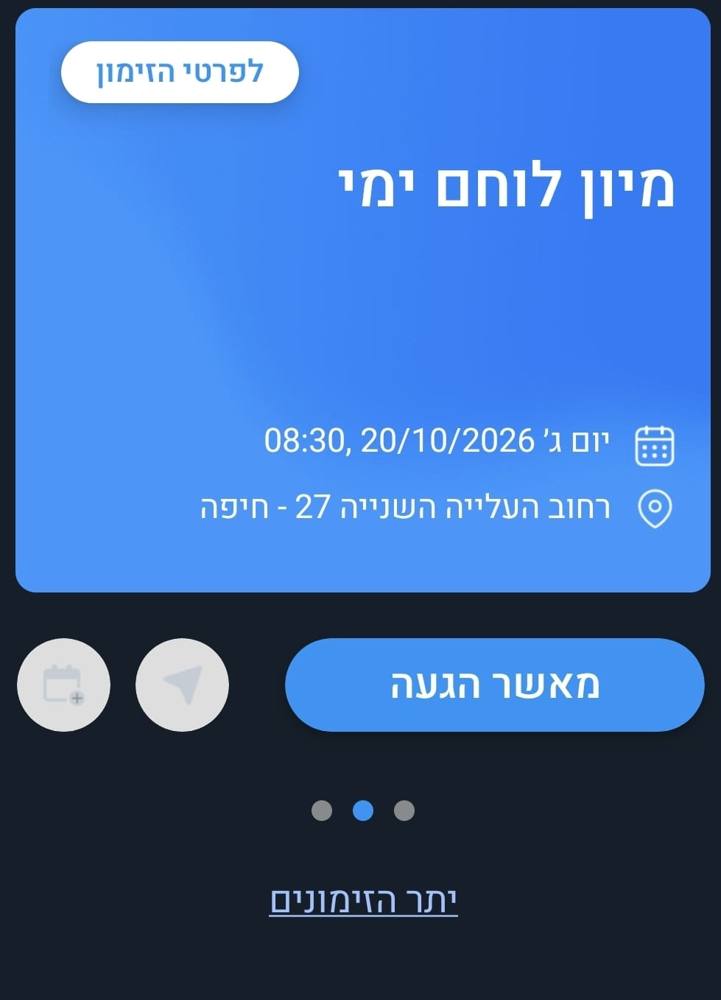 לפרטי הזימון
מיון לוחם ימי
יום ג׳ 20/10/2026, 08:30
רחוב העלייה השנייה 27 - חיפה
מאשר הגעה
יתר הזימונים